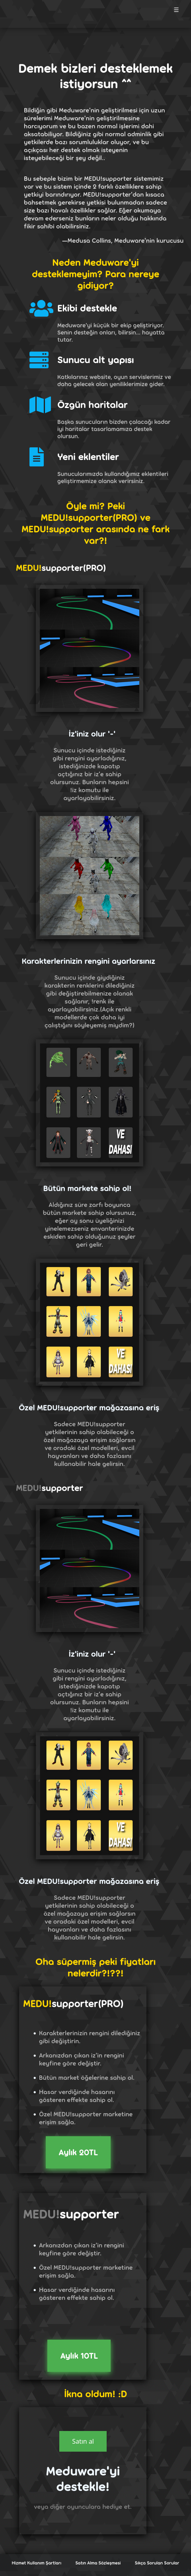 Demek bizleri desteklemek
istiyorsun ^^
Bildiğin gibi Meduware'nin geliştirilmesi için uzun
sürelerimi Meduware'nin geliştirilmesine
harcıyorum ve bu bazen normal işlerimi dahi
aksatabiliyor. Bildiğiniz gibi normal adminlik gibi
yetkilerde bazı sorumluluklar oluyor, ve bu
açıkçası her destek olmak isteyenin
isteyebileceği bir şey değil..
Bu sebeple bizim bir MEDU!supporter sistemimiz
var ve bu sistem içinde 2 farklı özelliklere sahip
yetkiyi barındırıyor. MEDU!supporter'dan kısaca
bahsetmek gerekirse yetkiyi bulundurman sadece
size bazı havalı özellikler sağlar. Eğer okumaya
devam ederseniz bunların neler olduğu hakkında
fikir sahibi olabilirsiniz.
—Meduso Collins, Meduware'nin kurucusu
Neden Meduware'yi
desteklemeyim? Para nereye
gidiyor?
Ekibi destekle
Meduware'yi küçük bir ekip geliştiriyor,
Senin desteğin onları, bizleri... hayatta
tutar.
Sunucu alt yapısı
Katkılarınız website, oyun servislerimiz ve
daha gelecek olan yeniliklerimize gider.
Özgün haritalar
Başka sunucuların bizden çalacağı kadar
iyi haritalar tasarlamamıza destek
olursun.
Yeni eklentiler
Sunucularımızda kullandığımız eklentileri
geliştirmemize olanak verirsiniz.
Öyle mi? Peki
MEDU!supporter(PRO) ve
MEDU!supporter arasında ne fark
var?!
MEDU!supporter(PRO)
İz'iniz olur '-'
Sunucu içinde istediğiniz
gibi rengini ayarladığınız,
istediğinizde kapatıp
açtığınız bir iz'e sahip
olursunuz. Bunların hepsini
!iz komutu ile
ayarlayabilirsiniz.
Karakterlerinizin rengini ayarlarsınız
Sunucu içinde giydiğiniz
karakterin renklerini dilediğiniz
gibi değiştirebilmenize olanak
sağlanır, !renk ile
ayarlayabilirsiniz.(Açık renkli
modellerde çok daha iyi
çalıştığını söyleyemiş miydim?)
VE
DAHASI
Bütün markete sahip ol!
Aldığınız süre zarfı boyunca
bütün markete sahip olursunuz,
eğer ay sonu üyeliğinizi
yinelemezseniz envanterinizde
eskiden sahip olduğunuz şeyler
geri gelir.
VE
DAHASI
Özel MEDU!supporter mağazasına eriş
Sadece MEDU!supporter
yetkilerinin sahip olabileceği o
özel mağazaya erişim sağlarsın
ve oradaki özel modelleri, evcil
hayvanları ve daha fazlasını
kullanabilir hale gelirsin.
MEDU!supporter
İz'iniz olur '-'
Sunucu içinde istediğiniz
gibi rengini ayarladığınız,
istediğinizde kapatıp
açtığınız bir iz'e sahip
olursunuz. Bunların hepsini
!iz komutu ile
ayarlayabilirsiniz.
VE
DAHASI
Özel MEDU!supporter mağazasına eriş
Sadece MEDU!supporter
yetkilerinin sahip olabileceği o
özel mağazaya erişim sağlarsın
ve oradaki özel modelleri, evcil
hayvanları ve daha fazlasını
kullanabilir hale gelirsin.
Oha süpermiş peki fiyatları
nelerdir?!??!
MEDU!supporter(PRO)
Karakterlerinizin rengini dilediğiniz
gibi değiştirin.
Arkanızdan çıkan iz'in rengini
keyfine göre değiştir.
Bütün market öğelerine sahip ol.
Hasar verdiğinde hasarını
gösteren effekte sahip ol.
Özel MEDU!supporter marketine
erişim sağla.
Aylık 20TL
MEDU!supporter
Arkanızdan çıkan iz'in rengini
keyfine göre değiştir.
Özel MEDU!supporter marketine
erişim sağla.
Hasar verdiğinde hasarını
gösteren effekte sahip ol.
Aylık 10TL
İkna oldum! :D
Satın al
Meduware'yi
destekle!
veya diğer oyunculara hediye et.
Hizmet Kullanım Şartları
Satın Alma Sözleşmesi
Sıkça Sorulan Sorular